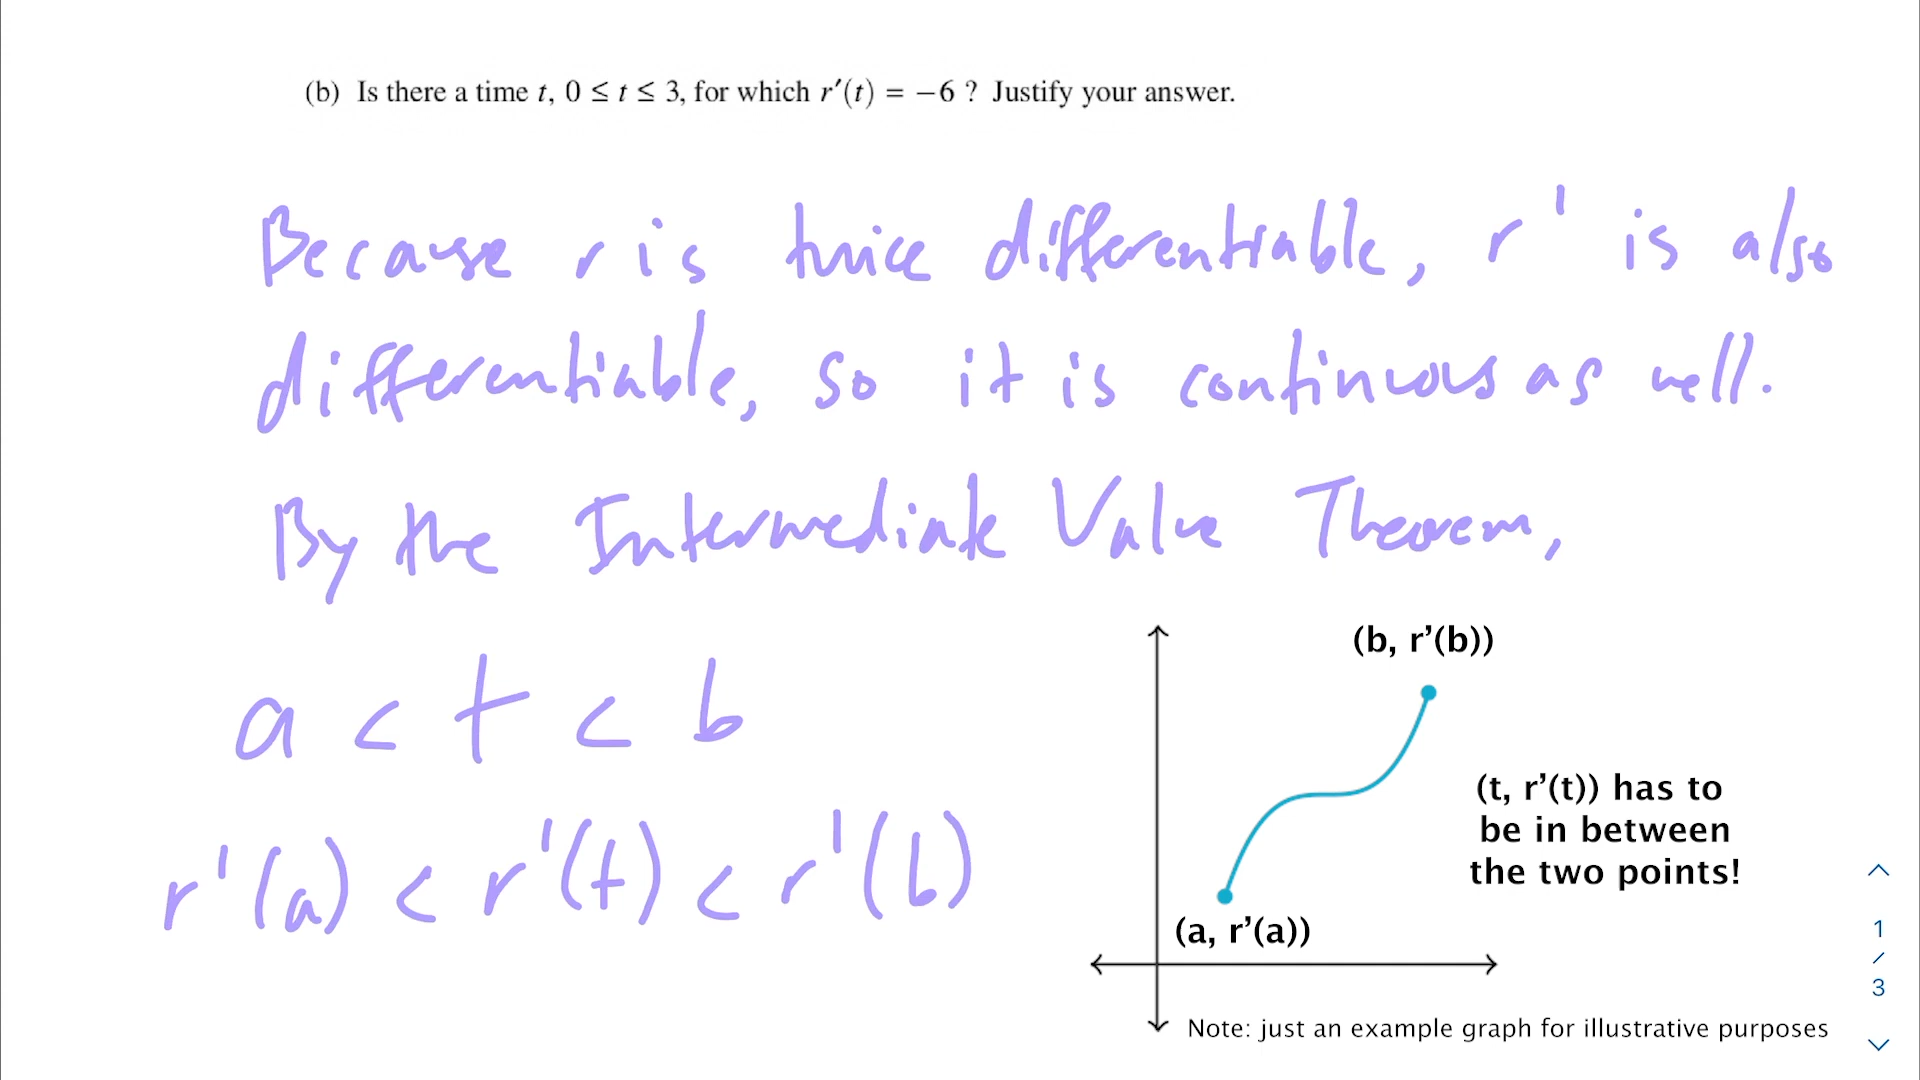 (b) Is there a time t, 0 ≤ t ≤ 3, for which r′(t) = −6 ? Justify your answer.
Because r is twice differentiable, r' is also
differentiable, so it is continuous as well.
By the Intermediate Value Theorem,
a < t < b
r'(a) < r'(t) < r'(b)
(b, r’(b))
(t, r’(t)) has to
be in between
the two points!
(a, r’(a))
Note: just an example graph for illustrative purposes
1
/
3